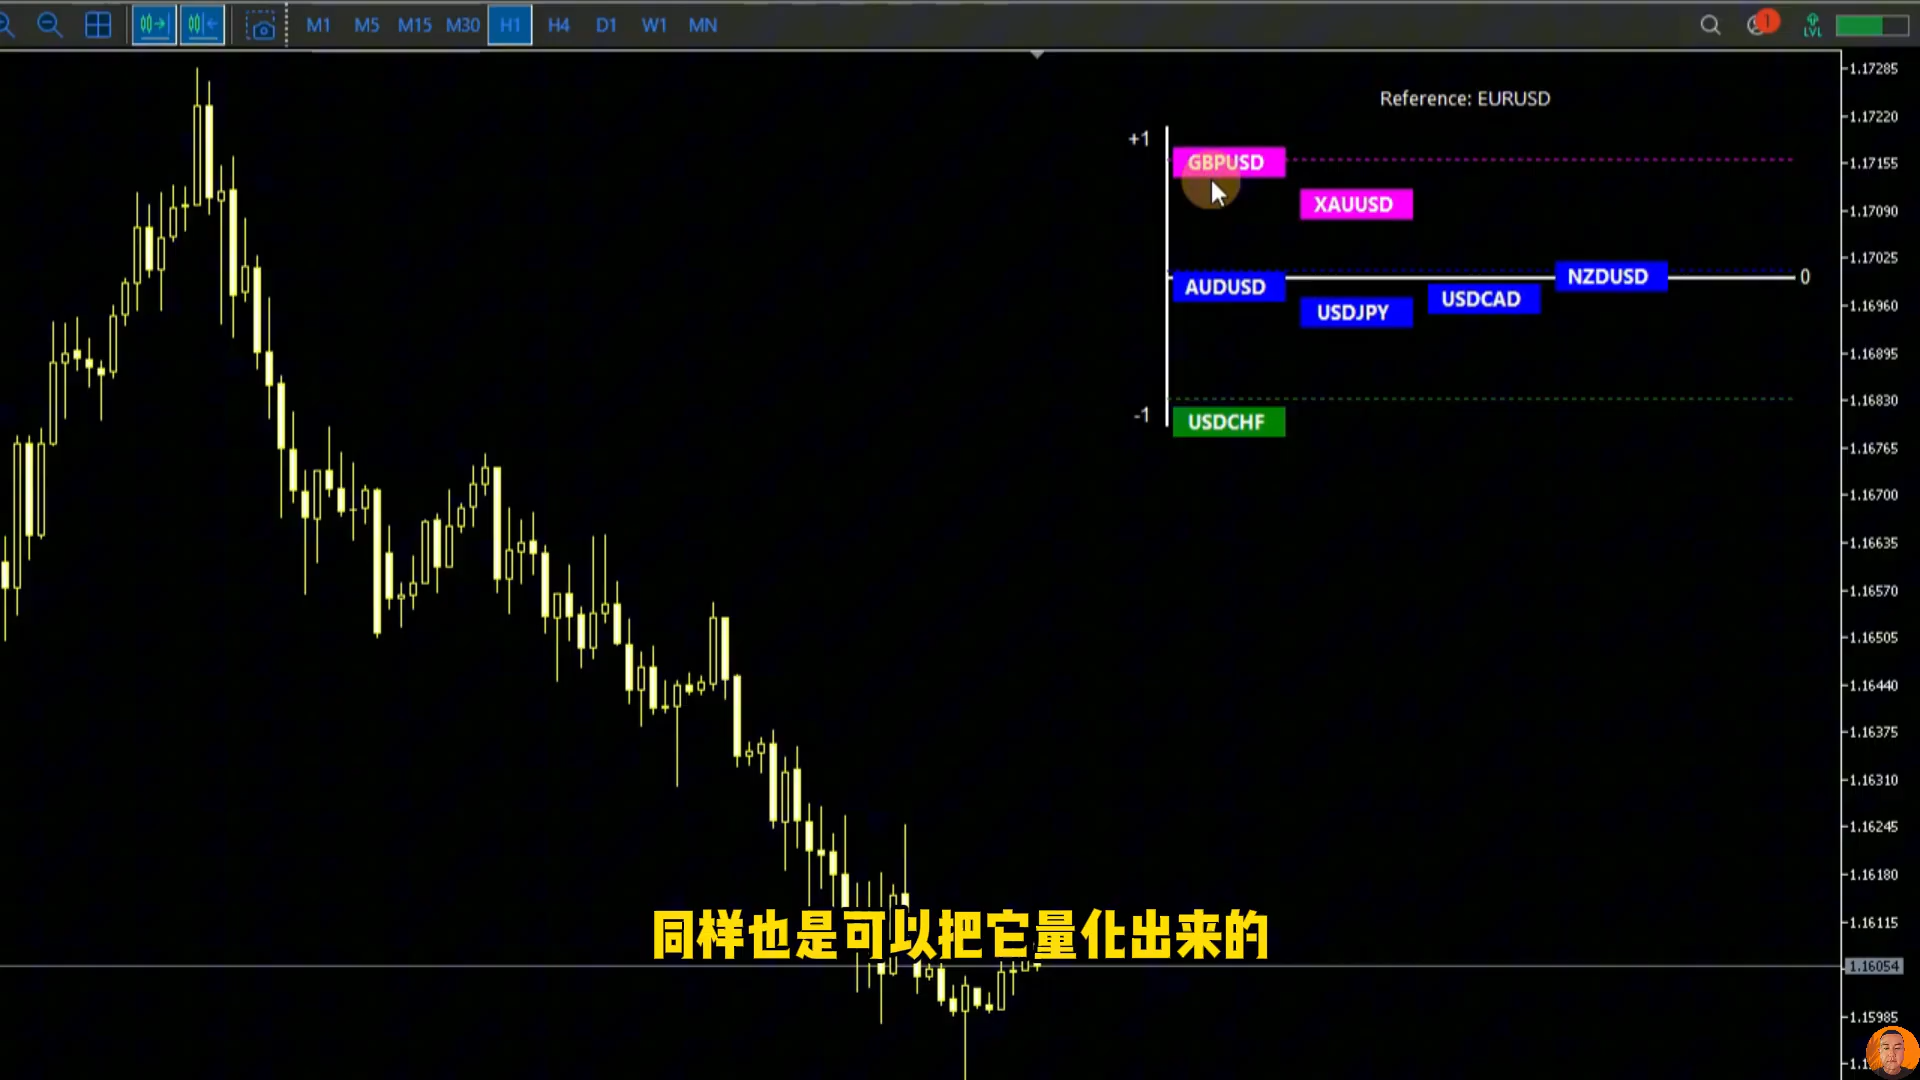 M1 M5 M15 M30 H1 H4 D1 W1 MN
1
LVL
Reference: EURUSD
+1
GBPUSD
XAUUSD
AUDUSD
USDJPY
USDCAD
NZDUSD
0
-1
USDCHF
1.17285
1.17220
1.17155
1.17090
1.17025
1.16960
1.16895
1.16830
1.16765
1.16700
1.16635
1.16570
1.16505
1.16440
1.16375
1.16310
1.16245
1.16180
1.16115
1.16054
1.15985
同样也是可以把它量化出来的